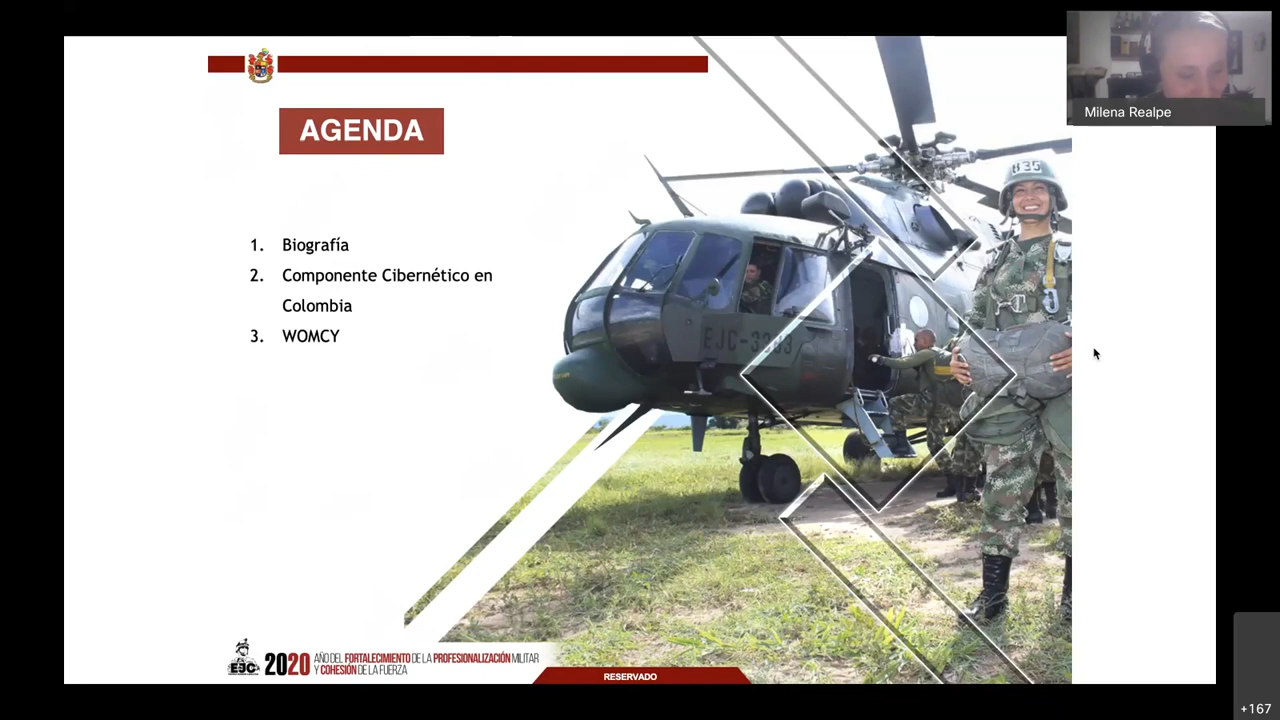 Milena Realpe
AGENDA
1. Biografía
2. Componente Cibernético en
Colombia
3. WOMCY
EJC-3383
EJC
2020 AÑO DEL FORTALECIMIENTO DE LA PROFESIONALIZACIÓN MILITAR
Y COHESIÓN DE LA FUERZA
RESERVADO
+167